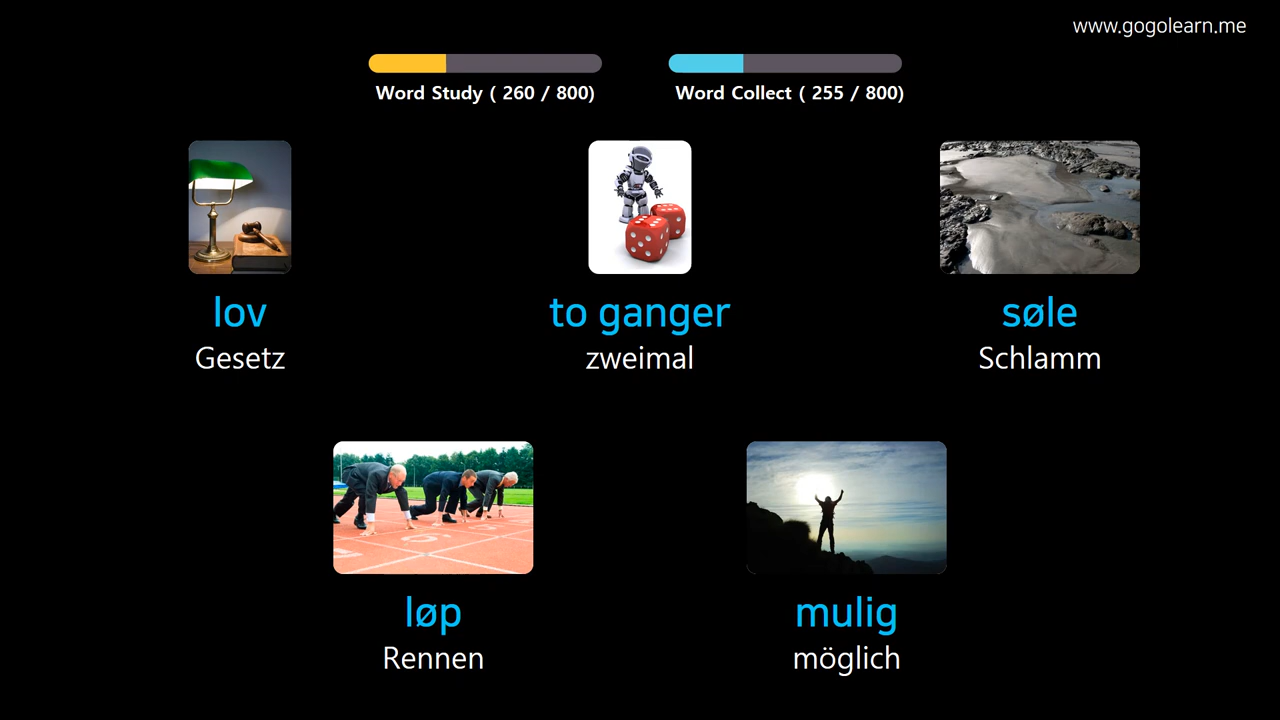 www.gogolearn.me
Word Study ( 260 / 800)
Word Collect ( 255 / 800)
lov
Gesetz
to ganger
zweimal
søle
Schlamm
løp
Rennen
mulig
möglich